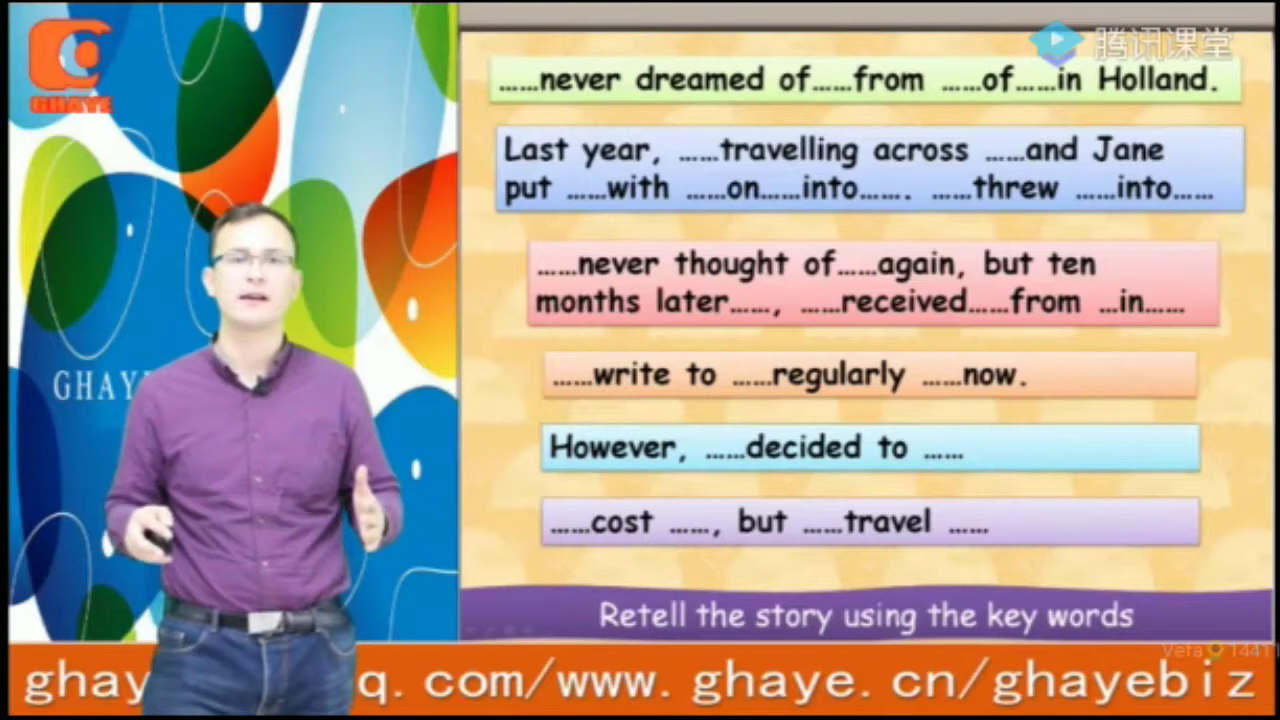 GHAYE
腾讯课堂
……never dreamed of……from ……of……in Holland.
Last year, ……travelling across ……and Jane
put ……with ……on……into……. ……threw ……into……
……never thought of……again, but ten
months later……, ……received……from …in……
GHAYE
……write to ……regularly ……now.
However, ……decided to ……
……cost ……, but ……travel ……
Retell the story using the key words
ghay q. com/www. ghaye. cn/ghayebiz